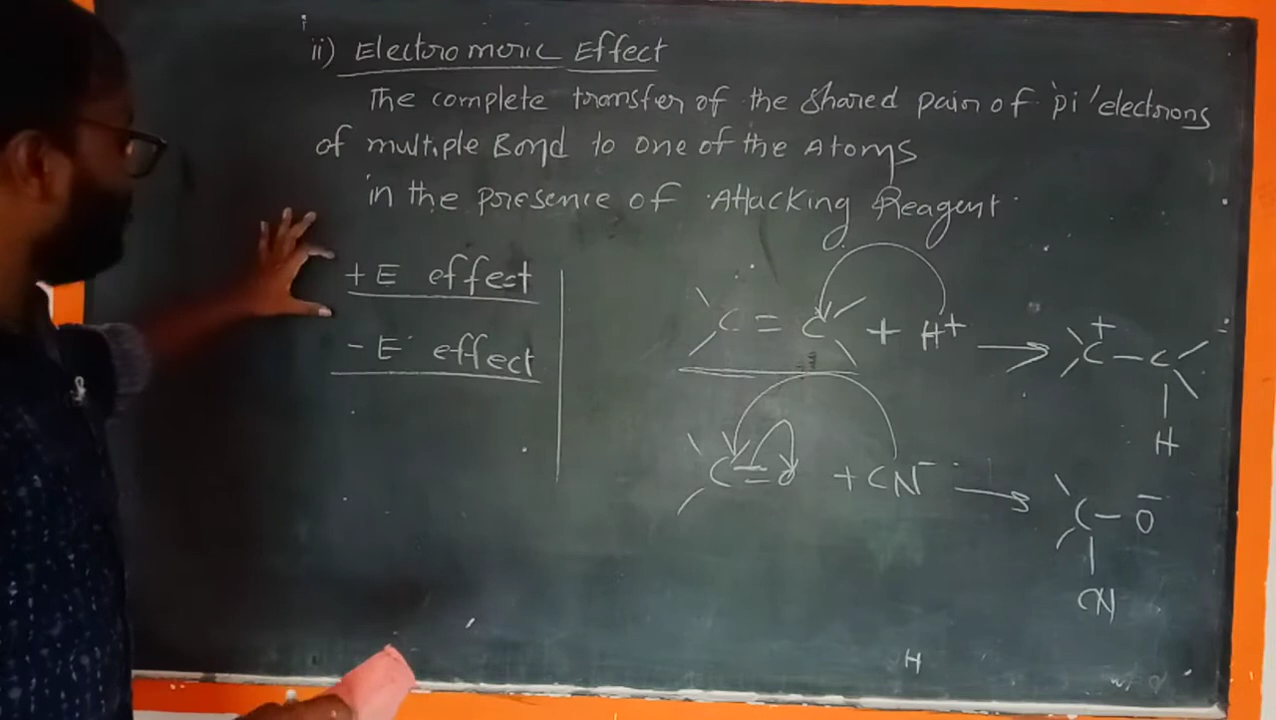 ii) Electromeric Effect
The complete transfer of the shared pair of 'pi' electrons
of multiple Bond to one of the Atoms
in the presence of Attacking Reagent
+E effect
-E effect
C = C + H+ → C+ – C
H
C = O + CN- → C – O-
CN
H